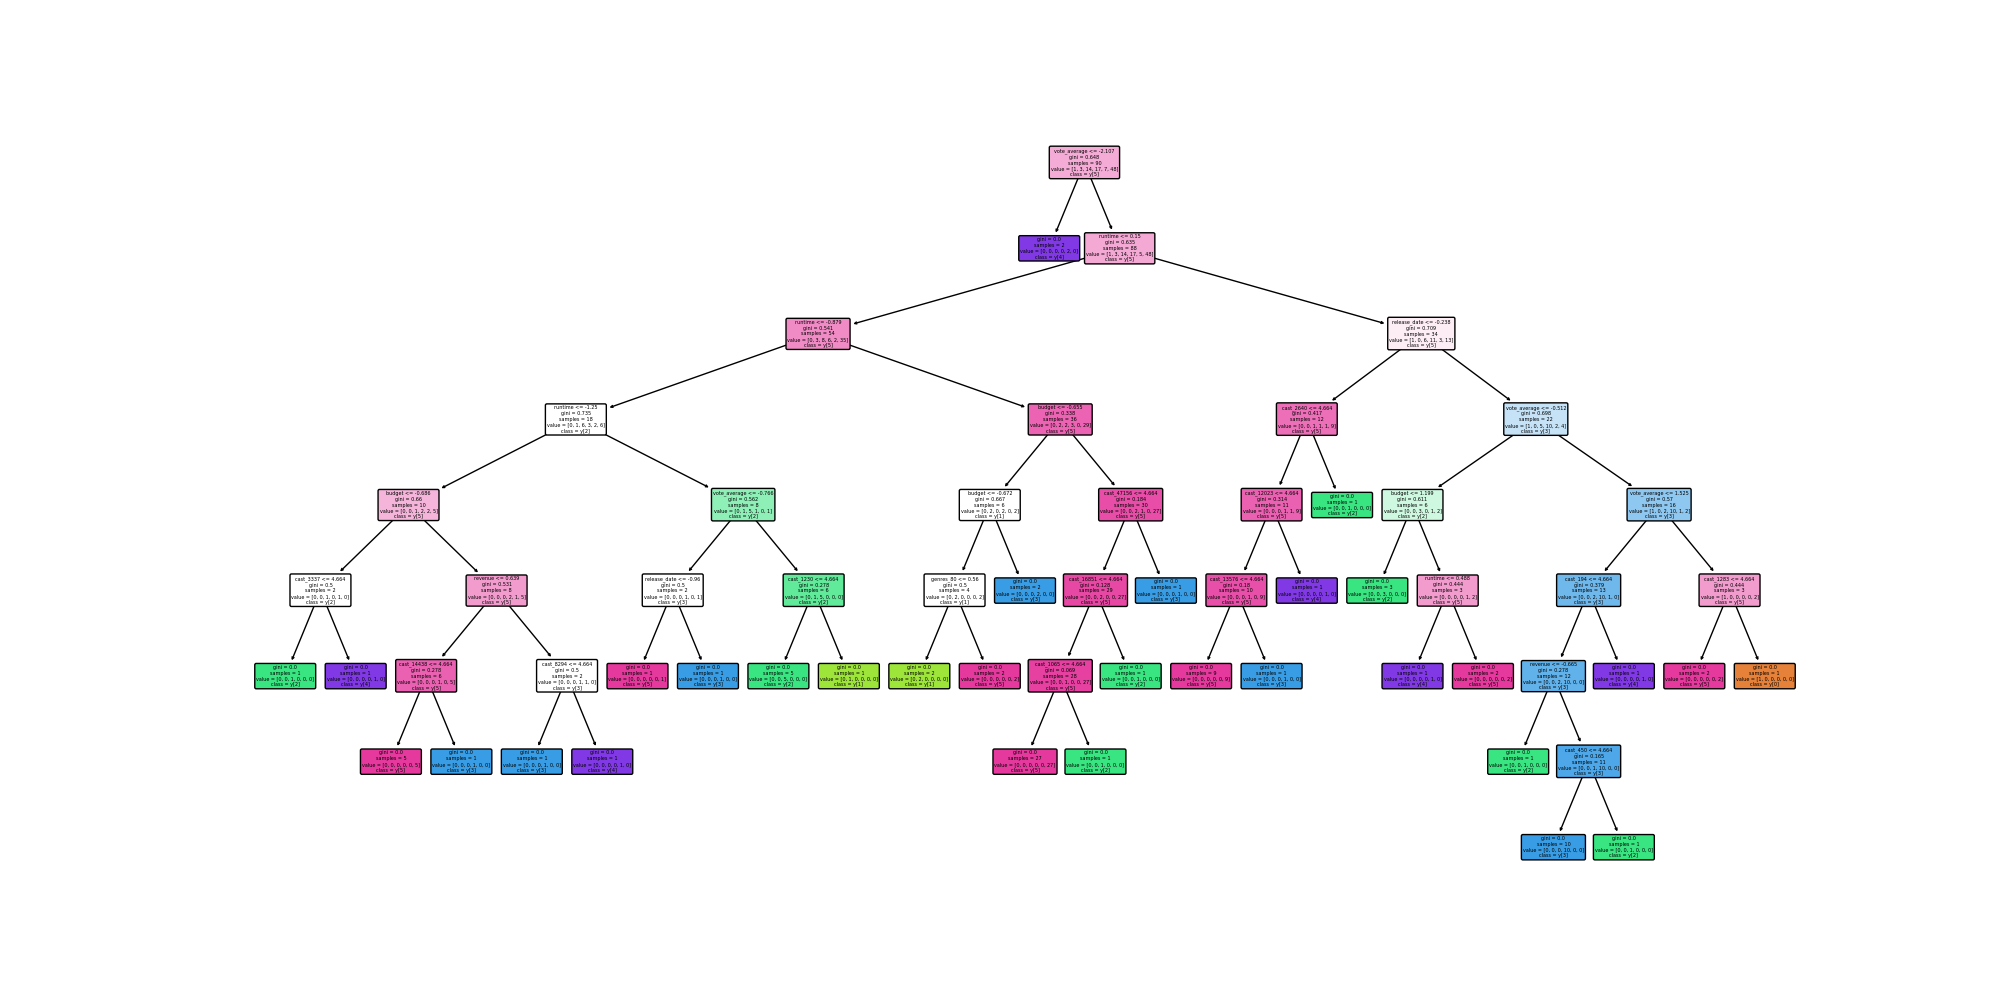 vote_average <= -2.107
gini = 0.648
samples = 90
value = [1, 3, 14, 17, 7, 48]
class = y[5]
gini = 0.0
samples = 2
value = [0, 0, 0, 0, 2, 0]
class = y[4]
runtime <= 0.15
gini = 0.635
samples = 88
value = [1, 3, 14, 17, 5, 48]
class = y[5]
runtime <= -0.879
gini = 0.541
samples = 54
value = [0, 3, 8, 6, 2, 35]
class = y[5]
release_date <= -0.238
gini = 0.709
samples = 34
value = [1, 0, 6, 11, 3, 13]
class = y[5]
runtime <= -1.25
gini = 0.735
samples = 18
value = [0, 1, 6, 3, 2, 6]
class = y[2]
budget <= -0.655
gini = 0.338
samples = 36
value = [0, 2, 2, 3, 0, 29]
class = y[5]
cast_2640 <= 4.664
gini = 0.417
samples = 12
value = [0, 0, 1, 1, 1, 9]
class = y[5]
vote_average <= -0.512
gini = 0.698
samples = 22
value = [1, 0, 5, 10, 2, 4]
class = y[3]
budget <= -0.686
gini = 0.66
samples = 10
value = [0, 0, 1, 2, 2, 5]
class = y[5]
vote_average <= -0.766
gini = 0.562
samples = 8
value = [0, 1, 5, 1, 0, 1]
class = y[2]
budget <= -0.672
gini = 0.667
samples = 6
value = [0, 2, 0, 2, 0, 2]
class = y[1]
cast_47156 <= 4.664
gini = 0.184
samples = 30
value = [0, 0, 2, 1, 0, 27]
class = y[5]
cast_12023 <= 4.664
gini = 0.314
samples = 11
value = [0, 0, 0, 1, 1, 9]
class = y[5]
gini = 0.0
samples = 1
value = [0, 0, 1, 0, 0, 0]
class = y[2]
budget <= 1.199
gini = 0.611
samples = 6
value = [0, 0, 3, 0, 1, 2]
class = y[2]
vote_average <= 1.525
gini = 0.57
samples = 16
value = [1, 0, 2, 10, 1, 2]
class = y[3]
cast_3337 <= 4.664
gini = 0.5
samples = 2
value = [0, 0, 1, 0, 1, 0]
class = y[2]
revenue <= 0.639
gini = 0.531
samples = 8
value = [0, 0, 0, 2, 1, 5]
class = y[5]
release_date <= -0.96
gini = 0.5
samples = 2
value = [0, 0, 0, 1, 0, 1]
class = y[3]
cast_1230 <= 4.664
gini = 0.278
samples = 6
value = [0, 1, 5, 0, 0, 0]
class = y[2]
genres_80 <= 0.56
gini = 0.5
samples = 4
value = [0, 2, 0, 0, 0, 2]
class = y[1]
gini = 0.0
samples = 2
value = [0, 0, 0, 2, 0, 0]
class = y[3]
cast_16851 <= 4.664
gini = 0.128
samples = 29
value = [0, 0, 2, 0, 0, 27]
class = y[5]
gini = 0.0
samples = 1
value = [0, 0, 0, 1, 0, 0]
class = y[3]
cast_13576 <= 4.664
gini = 0.18
samples = 10
value = [0, 0, 0, 1, 0, 9]
class = y[5]
gini = 0.0
samples = 1
value = [0, 0, 0, 0, 1, 0]
class = y[4]
gini = 0.0
samples = 3
value = [0, 0, 3, 0, 0, 0]
class = y[2]
runtime <= 0.488
gini = 0.444
samples = 3
value = [0, 0, 0, 0, 1, 2]
class = y[5]
cast_194 <= 4.664
gini = 0.379
samples = 13
value = [0, 0, 2, 10, 1, 0]
class = y[3]
cast_1283 <= 4.664
gini = 0.444
samples = 3
value = [1, 0, 0, 0, 0, 2]
class = y[5]
gini = 0.0
samples = 1
value = [0, 0, 1, 0, 0, 0]
class = y[2]
gini = 0.0
samples = 1
value = [0, 0, 0, 0, 1, 0]
class = y[4]
cast_14438 <= 4.664
gini = 0.278
samples = 6
value = [0, 0, 0, 1, 0, 5]
class = y[5]
cast_8294 <= 4.664
gini = 0.5
samples = 2
value = [0, 0, 0, 1, 1, 0]
class = y[3]
gini = 0.0
samples = 1
value = [0, 0, 0, 0, 0, 1]
class = y[5]
gini = 0.0
samples = 1
value = [0, 0, 0, 1, 0, 0]
class = y[3]
gini = 0.0
samples = 5
value = [0, 0, 5, 0, 0, 0]
class = y[2]
gini = 0.0
samples = 1
value = [0, 1, 0, 0, 0, 0]
class = y[1]
gini = 0.0
samples = 2
value = [0, 2, 0, 0, 0, 0]
class = y[1]
gini = 0.0
samples = 2
value = [0, 0, 0, 0, 0, 2]
class = y[5]
cast_1065 <= 4.664
gini = 0.069
samples = 28
value = [0, 0, 1, 0, 0, 27]
class = y[5]
gini = 0.0
samples = 1
value = [0, 0, 1, 0, 0, 0]
class = y[2]
gini = 0.0
samples = 9
value = [0, 0, 0, 0, 0, 9]
class = y[5]
gini = 0.0
samples = 1
value = [0, 0, 0, 1, 0, 0]
class = y[3]
gini = 0.0
samples = 1
value = [0, 0, 0, 0, 1, 0]
class = y[4]
gini = 0.0
samples = 2
value = [0, 0, 0, 0, 0, 2]
class = y[5]
revenue <= -0.665
gini = 0.278
samples = 12
value = [0, 0, 2, 10, 0, 0]
class = y[3]
gini = 0.0
samples = 1
value = [0, 0, 0, 0, 1, 0]
class = y[4]
gini = 0.0
samples = 2
value = [0, 0, 0, 0, 0, 2]
class = y[5]
gini = 0.0
samples = 1
value = [1, 0, 0, 0, 0, 0]
class = y[0]
gini = 0.0
samples = 5
value = [0, 0, 0, 0, 0, 5]
class = y[5]
gini = 0.0
samples = 1
value = [0, 0, 0, 1, 0, 0]
class = y[3]
gini = 0.0
samples = 1
value = [0, 0, 0, 1, 0, 0]
class = y[3]
gini = 0.0
samples = 1
value = [0, 0, 0, 0, 1, 0]
class = y[4]
gini = 0.0
samples = 27
value = [0, 0, 0, 0, 0, 27]
class = y[5]
gini = 0.0
samples = 1
value = [0, 0, 1, 0, 0, 0]
class = y[2]
gini = 0.0
samples = 1
value = [0, 0, 1, 0, 0, 0]
class = y[2]
cast_450 <= 4.664
gini = 0.165
samples = 11
value = [0, 0, 1, 10, 0, 0]
class = y[3]
gini = 0.0
samples = 10
value = [0, 0, 0, 10, 0, 0]
class = y[3]
gini = 0.0
samples = 1
value = [0, 0, 1, 0, 0, 0]
class = y[2]